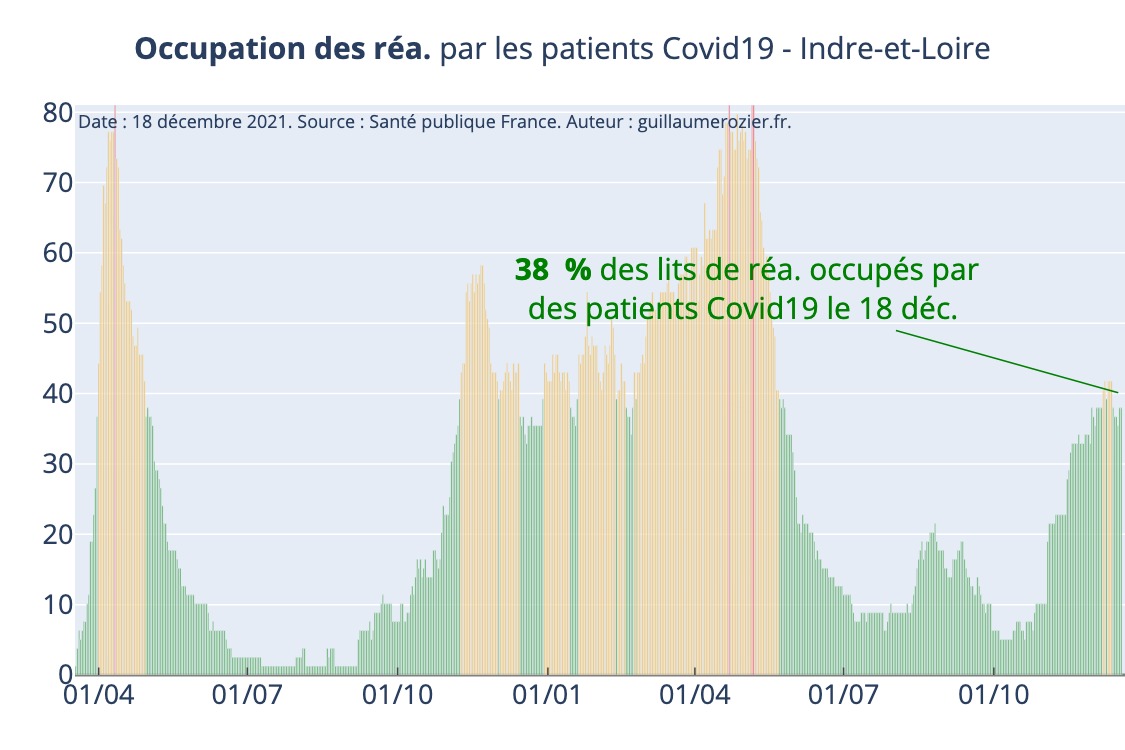 Occupation des réa. par les patients Covid19 - Indre-et-Loire
80
Date : 18 décembre 2021. Source : Santé publique France. Auteur : guillaumerozier.fr.
70
60
38 % des lits de réa. occupés par
des patients Covid19 le 18 déc.
50
40
30
20
10
0
01/04 01/07 01/10 01/01 01/04 01/07 01/10